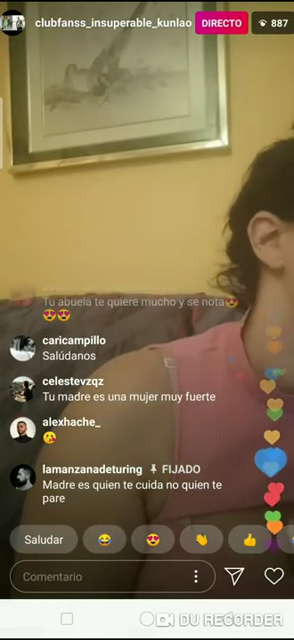 clubfanss_insuperable_kunlao
DIRECTO
887
Tu abuela te quiere mucho y se nota😍
😍😍
caricampillo
Salúdanos
celestevzqz
Tu madre es una mujer muy fuerte
alexhache_
😘
lamanzanadeturing FIJADO
Madre es quien te cuida no quien te
pare
Saludar 😂 😍 👏 👍
Comentario
DU RECORDER